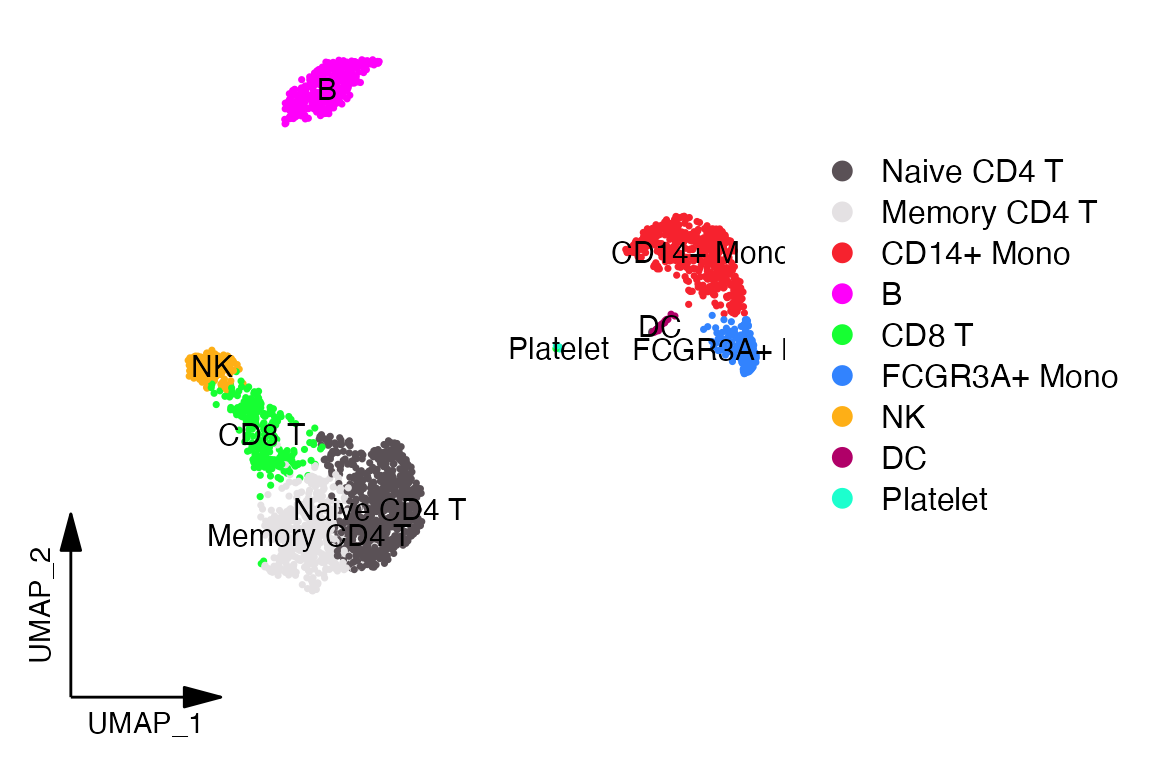 B
CD14+ Mono
DC
Platelet
FCGR3A+ M
NK
CD8 T
Naive CD4 T
Memory CD4 T
UMAP_2
UMAP_1
Naive CD4 T
Memory CD4 T
CD14+ Mono
B
CD8 T
FCGR3A+ Mono
NK
DC
Platelet